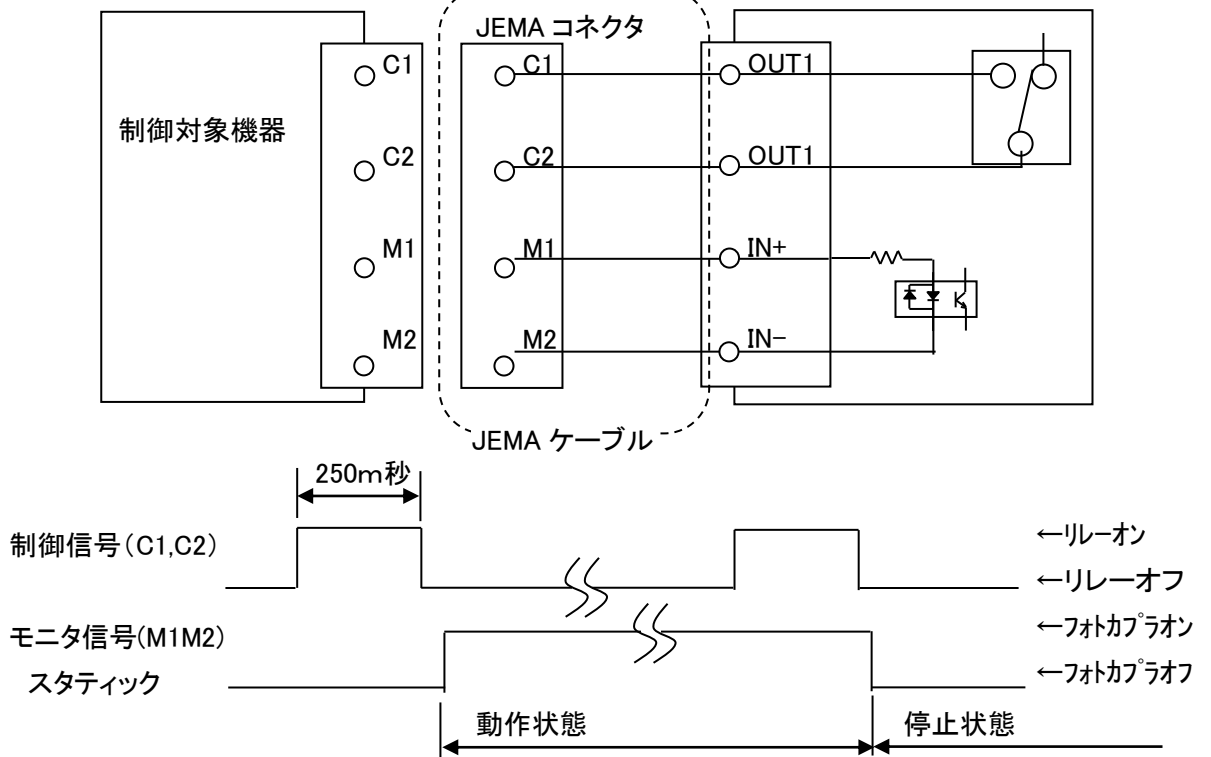 JEMA コネクタ
制御対象機器
C1
C2
M1
M2
C1
C2
M1
M2
OUT1
OUT1
IN+
IN−
JEMA ケーブル
250m秒
制御信号(C1,C2)
←リレーオン
←リレーオフ
モニタ信号(M1M2)
スタティック
←フォトカプラオン
←フォトカプラオフ
動作状態
停止状態